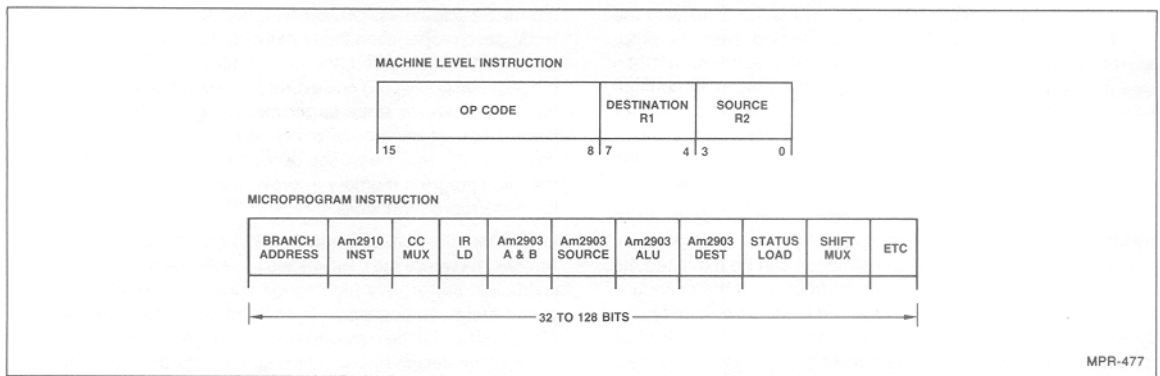 MACHINE LEVEL INSTRUCTION
OP CODE
DESTINATION
R1
SOURCE
R2
15 8 7 4 3 0
MICROPROGRAM INSTRUCTION
BRANCH
ADDRESS
Am2910
INST
CC
MUX
IR
LD
Am2903
A & B
Am2903
SOURCE
Am2903
ALU
Am2903
DEST
STATUS
LOAD
SHIFT
MUX
ETC
32 TO 128 BITS
MPR-477